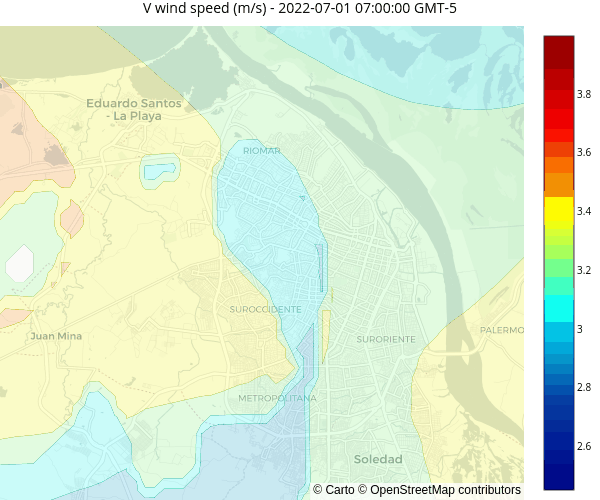 V wind speed (m/s) - 2022-07-01 07:00:00 GMT-5
Eduardo Santos
- La Playa
RIOMAR
SUROCCIDENTE
Juan Mina
SURORIENTE
PALERMO
METROPOLITANA
Soledad
© Carto © OpenStreetMap contributors
3.8
3.6
3.4
3.2
3
2.8
2.6